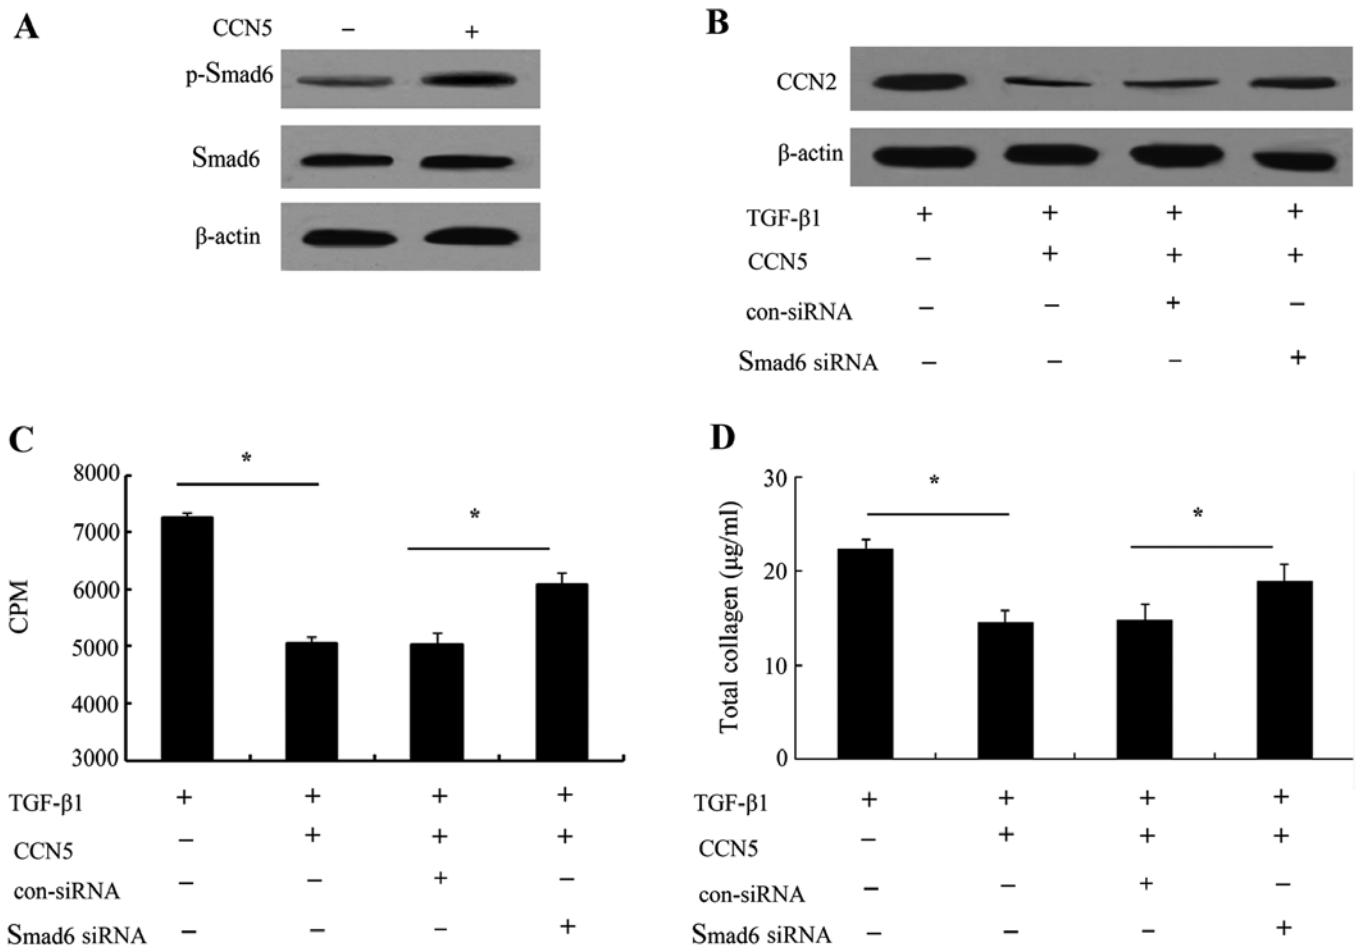 A
CCN5 − +
p-Smad6
Smad6
β-actin
B
CCN2
β-actin
TGF-β1 + + + +
CCN5 − + + +
con-siRNA − − + −
Smad6 siRNA − − − +
C
*
*
8000
7000
6000
5000
4000
3000
CPM
TGF-β1 + + + +
CCN5 − + + +
con-siRNA − − + −
Smad6 siRNA − − − +
D
*
*
30
20
10
0
Total collagen (μg/ml)
TGF-β1 + + + +
CCN5 − + + +
con-siRNA − − + −
Smad6 siRNA − − − +